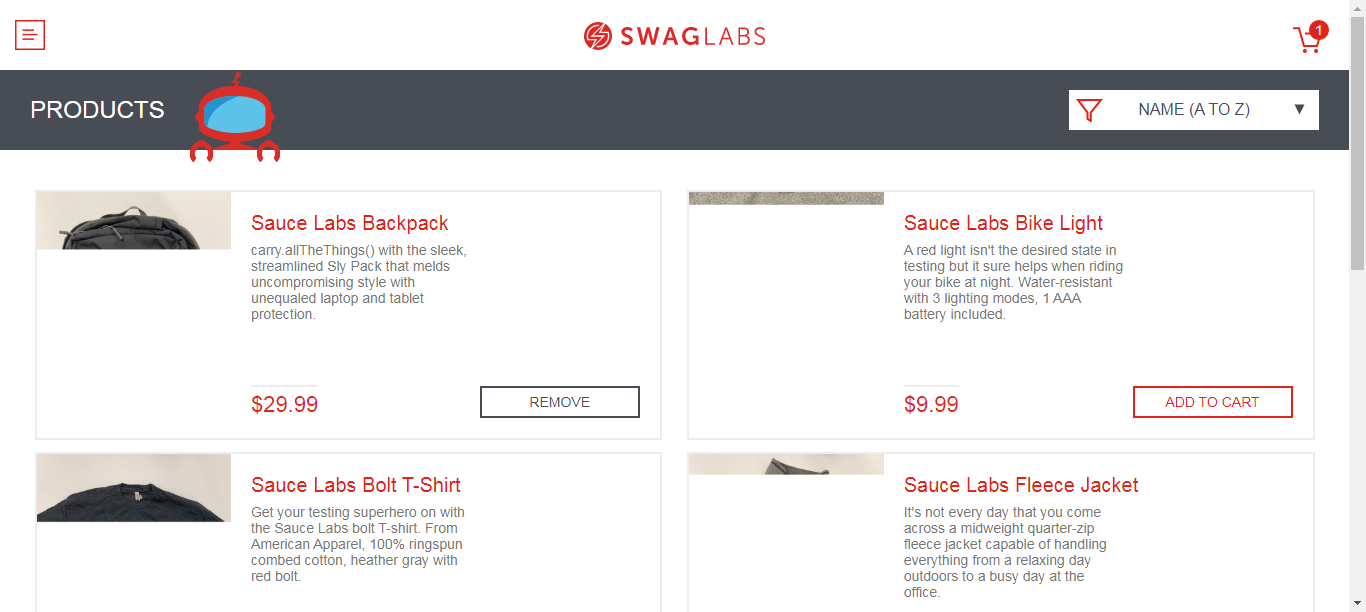 SWAGLABS
1
PRODUCTS
NAME (A TO Z)
Sauce Labs Backpack
carry.allTheThings() with the sleek,
streamlined Sly Pack that melds
uncompromising style with
unequaled laptop and tablet
protection.
$29.99
REMOVE
Sauce Labs Bike Light
A red light isn't the desired state in
testing but it sure helps when riding
your bike at night. Water-resistant
with 3 lighting modes, 1 AAA
battery included.
$9.99
ADD TO CART
Sauce Labs Bolt T-Shirt
Get your testing superhero on with
the Sauce Labs bolt T-shirt. From
American Apparel, 100% ringspun
combed cotton, heather gray with
red bolt.
Sauce Labs Fleece Jacket
It's not every day that you come
across a midweight quarter-zip
fleece jacket capable of handling
everything from a relaxing day
outdoors to a busy day at the
office.